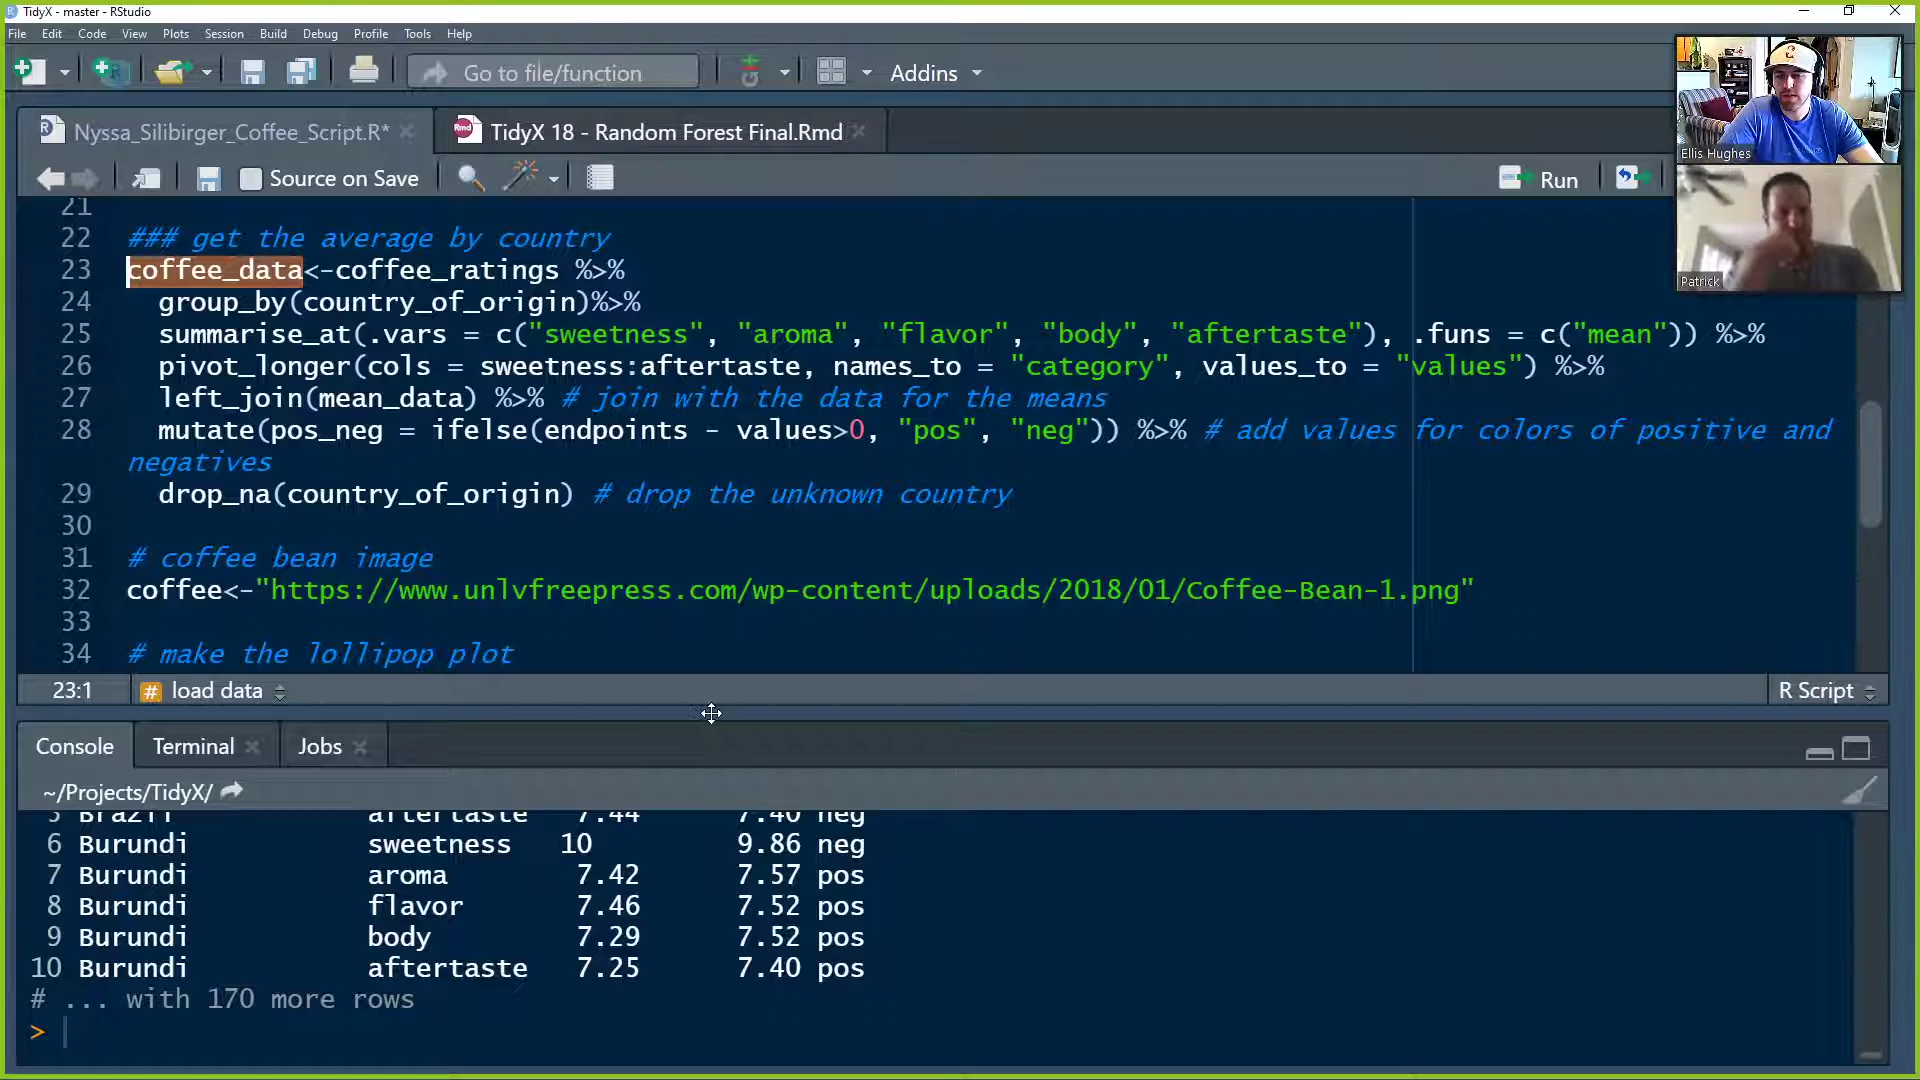 TidyX - master - RStudio
File Edit Code View Plots Session Build Debug Profile Tools Help
Go to file/function Addins
Nyssa_Silibirger_Coffee_Script.R* TidyX 18 - Random Forest Final.Rmd
Ellis Hughes
Source on Save Run
21
22 ### get the average by country
23 coffee_data<-coffee_ratings %>%
Patrick
24 group_by(country_of_origin)%>%
25 summarise_at(.vars = c("sweetness", "aroma", "flavor", "body", "aftertaste"), .funs = c("mean")) %>%
26 pivot_longer(cols = sweetness:aftertaste, names_to = "category", values_to = "values") %>%
27 left_join(mean_data) %>% # join with the data for the means
28 mutate(pos_neg = ifelse(endpoints - values>0, "pos", "neg")) %>% # add values for colors of positive and
negatives
29 drop_na(country_of_origin) # drop the unknown country
30
31 # coffee bean image
32 coffee<-"https://www.unlvfreepress.com/wp-content/uploads/2018/01/Coffee-Bean-1.png"
33
34 # make the lollipop plot
23:1 # load data R Script
Console Terminal Jobs
~/Projects/TidyX/
5 Brazil aftertaste 7.44 7.40 neg
6 Burundi sweetness 10 9.86 neg
7 Burundi aroma 7.42 7.57 pos
8 Burundi flavor 7.46 7.52 pos
9 Burundi body 7.29 7.52 pos
10 Burundi aftertaste 7.25 7.40 pos
# ... with 170 more rows
>